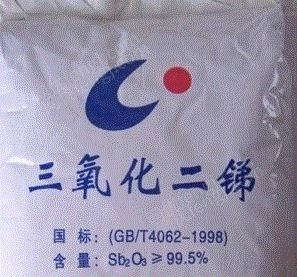 三氧化二锑
国 标：(GB/T4062-1998)
含 量：Sb₂O₃ ≥ 99.5%